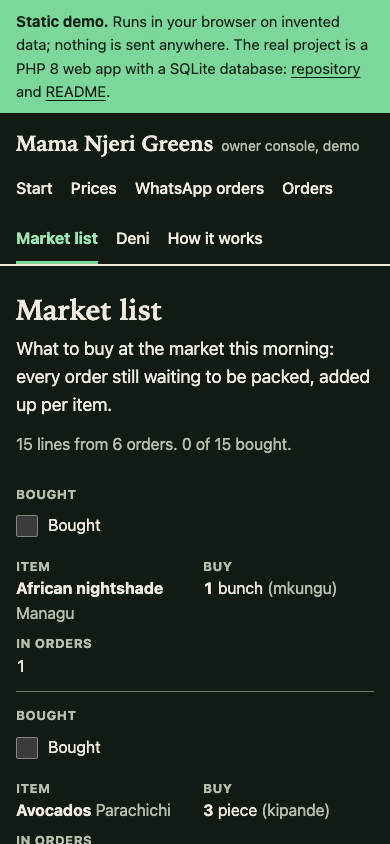 Static demo. Runs in your browser on invented
data; nothing is sent anywhere. The real project is a
PHP 8 web app with a SQLite database: repository
and README.
Mama Njeri Greens owner console, demo
Start Prices WhatsApp orders Orders
Market list Deni How it works
Market list
What to buy at the market this morning:
every order still waiting to be packed, added
up per item.
15 lines from 6 orders. 0 of 15 bought.
BOUGHT
Bought
ITEM BUY
African nightshade 1 bunch (mkungu)
Managu
IN ORDERS
1
BOUGHT
Bought
ITEM BUY
Avocados Parachichi 3 piece (kipande)
IN ORDERS